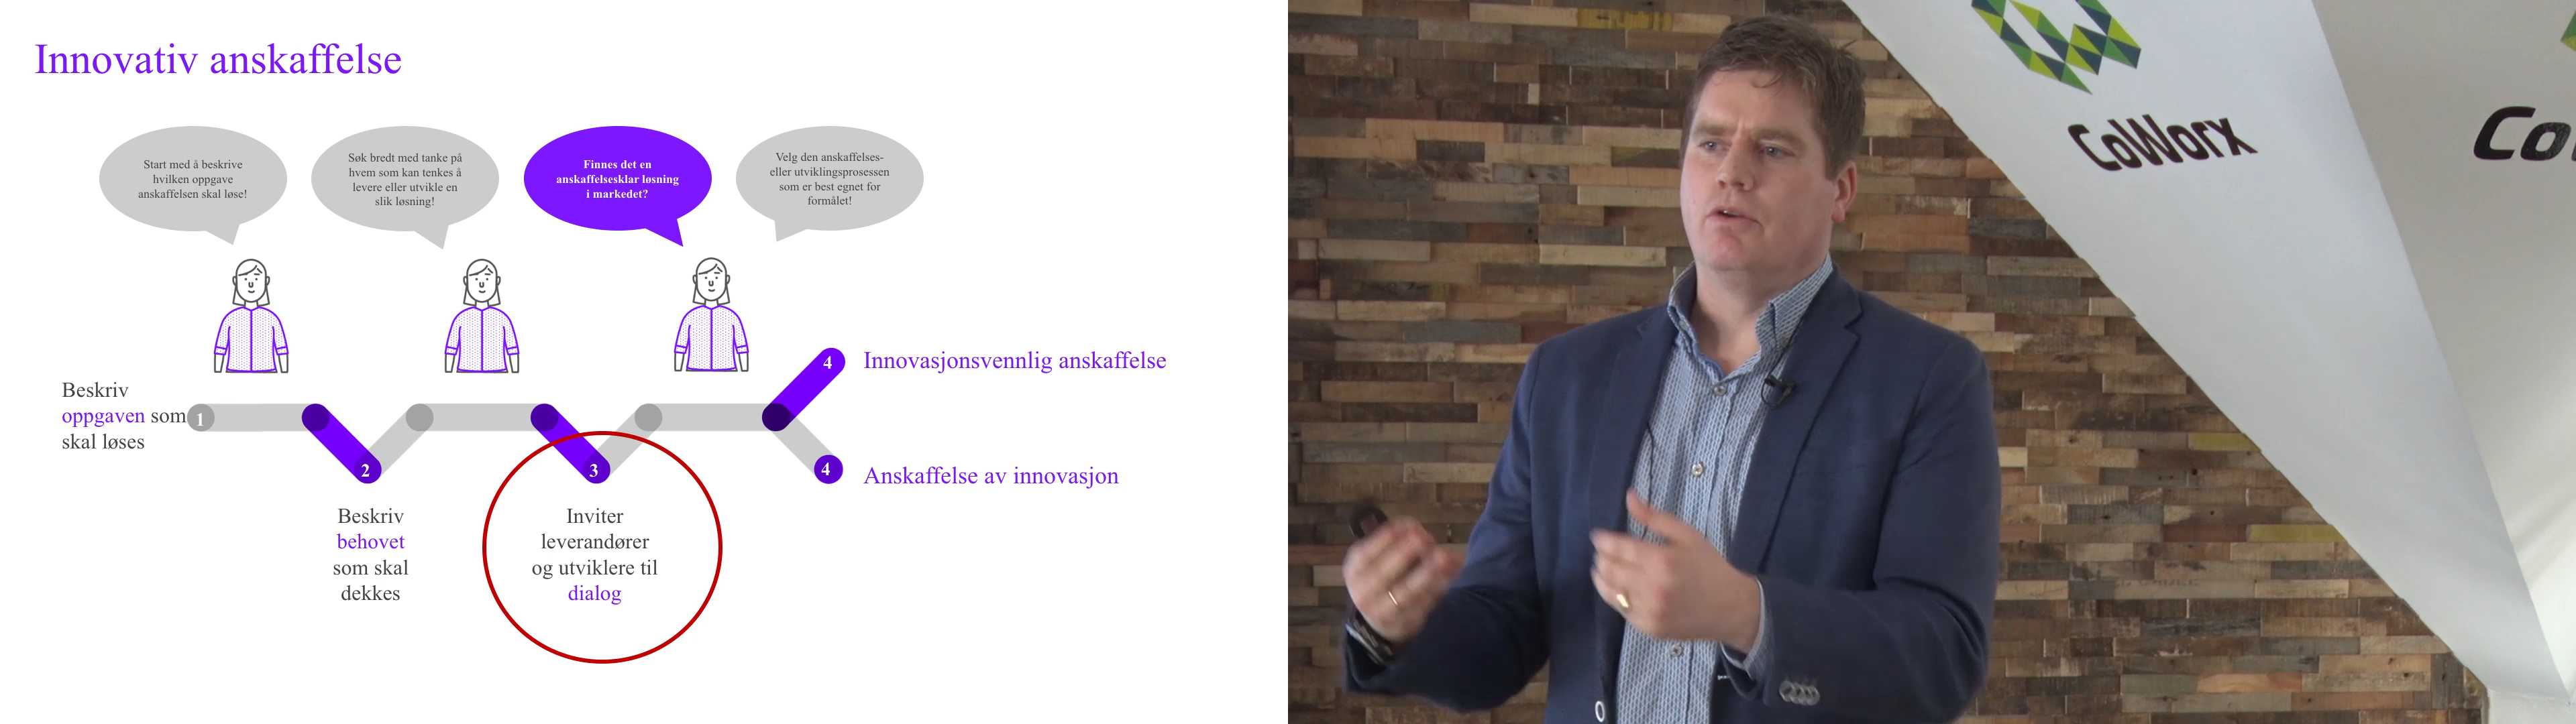 Innovativ anskaffelse
Start med å beskrive
hvilken oppgave
anskaffelsen skal løse!
Søk bredt med tanke på
hvem som kan tenkes å
levere eller utvikle en
slik løsning!
Finnes det en
anskaffelsesklar løsning
i markedet?
Velg den anskaffelses-
eller utviklingsprosessen
som er best egnet for
formålet!
Beskriv
oppgaven som
skal løses
1
2
Beskriv
behovet
som skal
dekkes
3
Inviter
leverandører
og utviklere til
dialog
4
Innovasjonsvennlig anskaffelse
4
Anskaffelse av innovasjon
CoWorx
Co